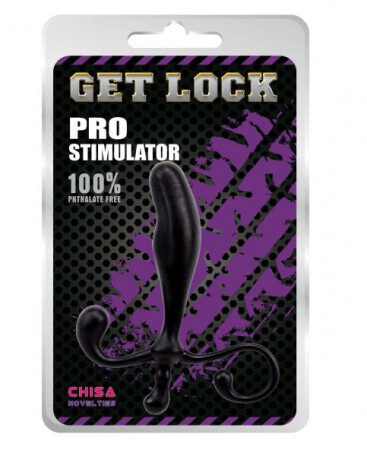 GET LOCK
PRO
STIMULATOR
100%
PHTHALATE FREE
CHISA
NOVELTIES